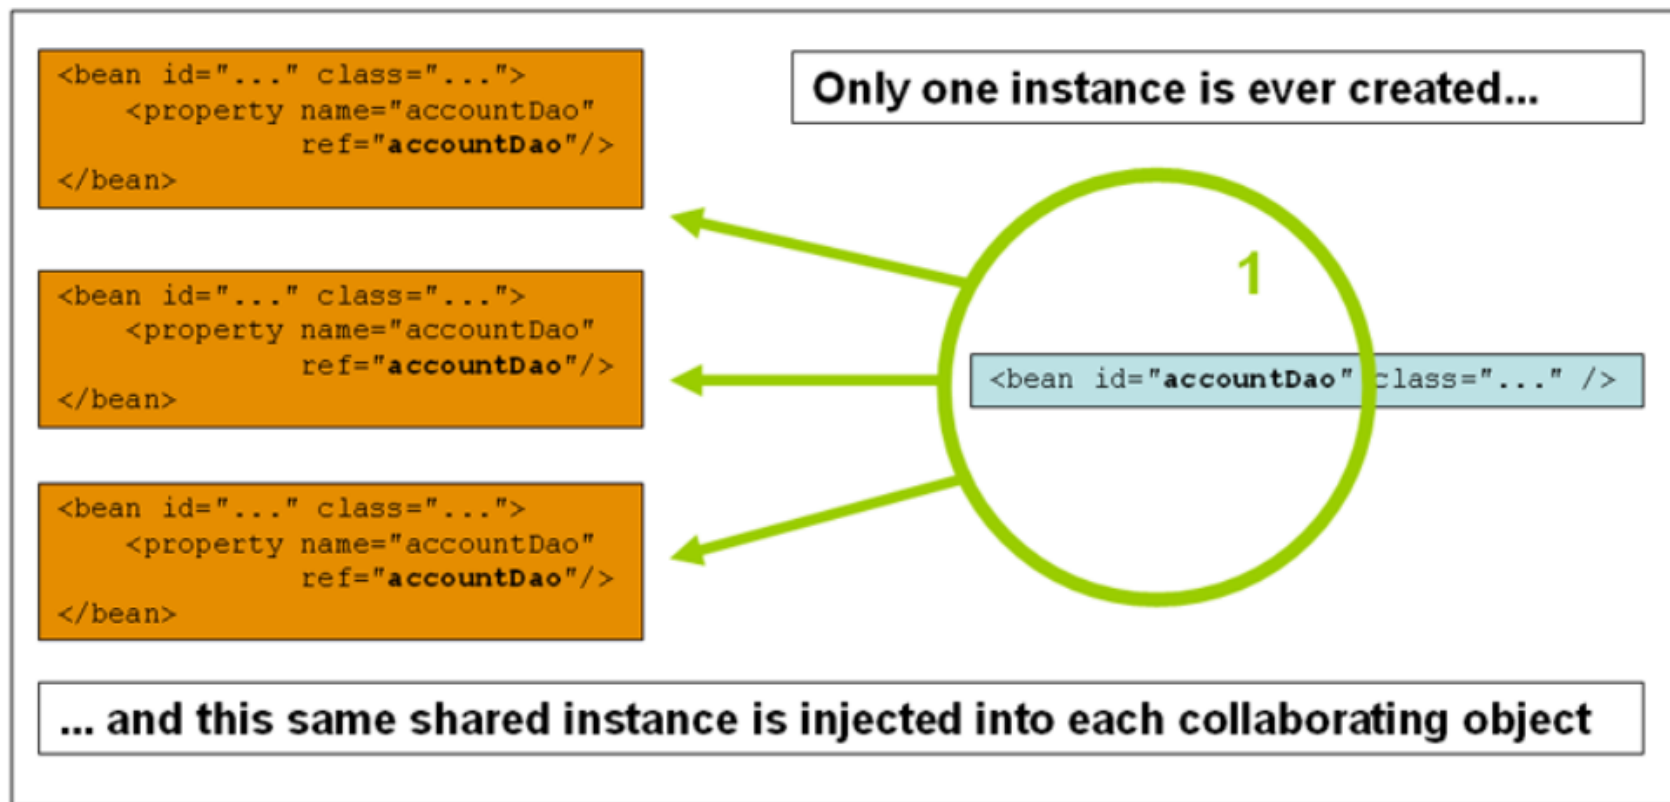 <bean id="..." class="...">
    <property name="accountDao"
              ref="accountDao"/>
</bean>
Only one instance is ever created...
1
<bean id="..." class="...">
    <property name="accountDao"
              ref="accountDao"/>
</bean>
<bean id="accountDao" class="..." />
<bean id="..." class="...">
    <property name="accountDao"
              ref="accountDao"/>
</bean>
... and this same shared instance is injected into each collaborating object